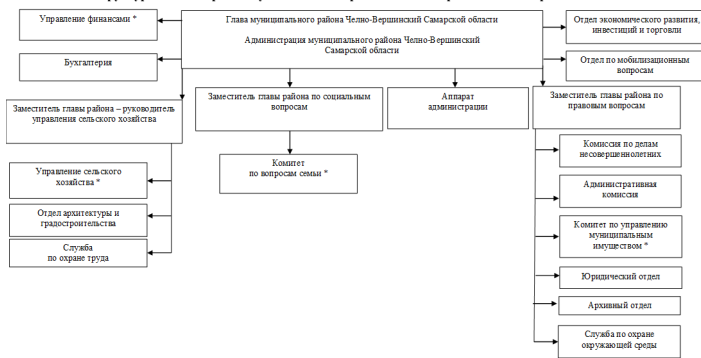 Управление финансами *
Глава муниципального района Челно-Вершинский Самарской области
Администрация муниципального района Челно-Вершинский
Самарской области
Отдел экономического развития,
инвестиций и торговли
Бухгалтерия
Отдел по мобилизационным
вопросам
Заместитель главы района – руководитель
управления сельского хозяйства
Заместитель главы района по социальным
вопросам
Аппарат
администрации
Заместитель главы района по
правовым вопросам
Управление сельского
хозяйства *
Отдел архитектуры и
градостроительства
Служба
по охране труда
Комитет
по вопросам семьи *
Комиссия по делам
несовершеннолетних
Административная
комиссия
Комитет по управлению
муниципальным
имуществом *
Юридический отдел
Архивный отдел
Служба по охране
окружающей среды